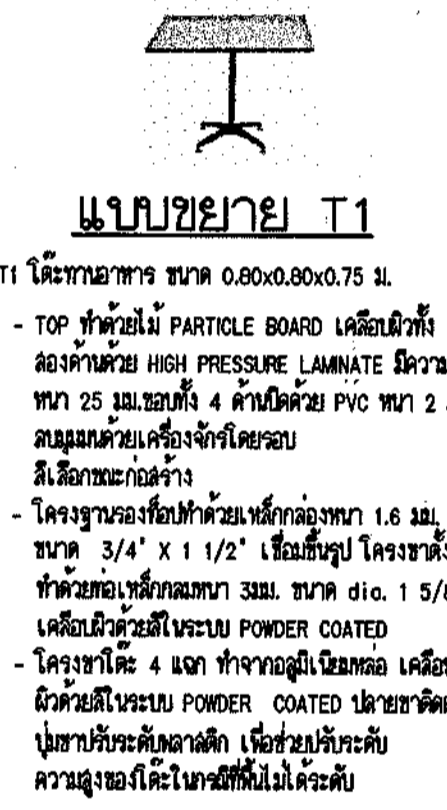 แบบขยาย T1
T1 โต๊ะทานอาหาร ขนาด 0.80x0.80x0.75 ม.
- TOP ทำด้วยไม้ PARTICLE BOARD เคลือบผิวทั้ง
สองด้านด้วย HIGH PRESSURE LAMINATE มีความ
หนา 25 มม.ขอบทั้ง 4 ด้านปิดด้วย PVC หนา 2
ลบมุมมนด้วยเครื่องจักรโดยรอบ
สีเลือกขณะก่อสร้าง
- โครงฐานรองท็อปทำด้วยเหล็กกล่องหนา 1.6 มม.
ขนาด 3/4" X 1 1/2" เชื่อมขึ้นรูป โครงขาตั้ง
ทำด้วยท่อเหล็กกลมหนา 3มม. ขนาด dia. 1 5/8
เคลือบผิวด้วยสีในระบบ POWDER COATED
- โครงขาโต๊ะ 4 แฉก ทำจากอลูมิเนียมหล่อ เคลือบ
ผิวด้วยสีในระบบ POWDER COATED ปลายขาติด
ปุ่มขาปรับระดับพลาสติก เพื่อช่วยปรับระดับ
ความสูงของโต๊ะในกรณีที่พื้นไม่ได้ระดับ